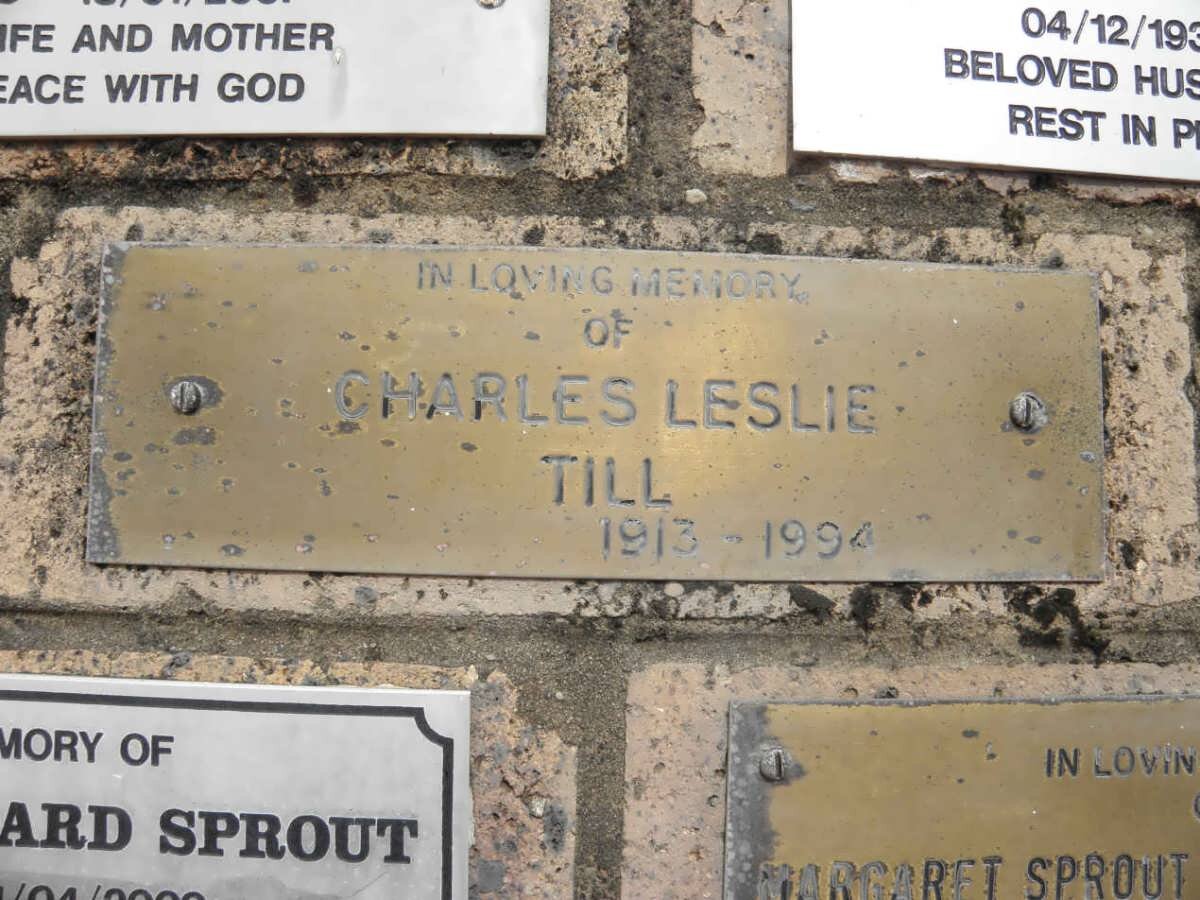 IFE AND MOTHER
EACE WITH GOD
04/12/193
BELOVED HUS
REST IN P
IN LOVING MEMORY
OF
CHARLES LESLIE
TILL
1913 - 1994
MORY OF
ARD SPROUT
IN LOVIN
MARGARET SPROUT